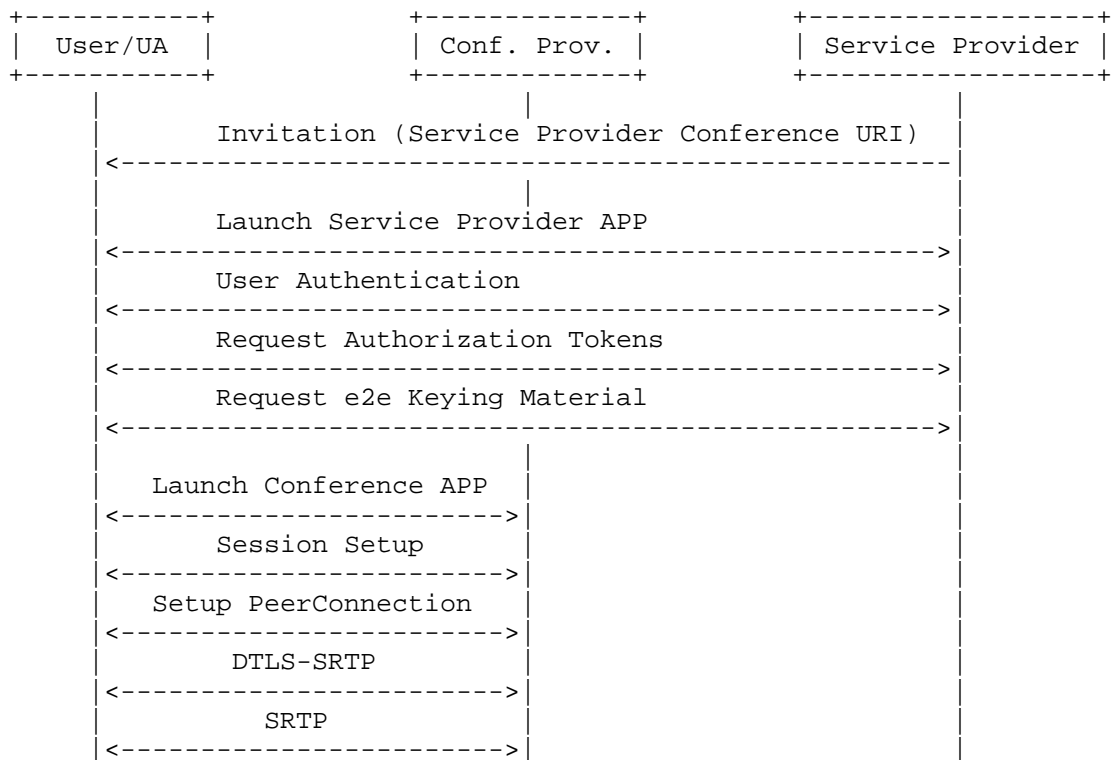 User/UA Conf. Prov. Service Provider
Invitation (Service Provider Conference URI)
Launch Service Provider APP
User Authentication
Request Authorization Tokens
Request e2e Keying Material
Launch Conference APP
Session Setup
Setup PeerConnection
DTLS-SRTP
SRTP